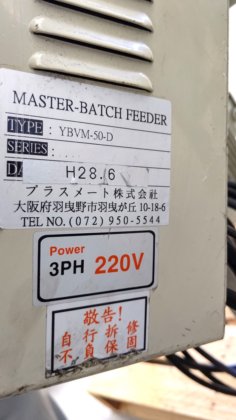 MASTER-BATCH FEEDER
TYPE : YBVM-50-D
SERIES:
DA H28.6
プラスメート株式会社
大阪府羽曳野市羽曳が丘 10-18-6
TEL NO. (072) 950-5544
Power
3PH 220V
敬告!
自行拆修
不負保固